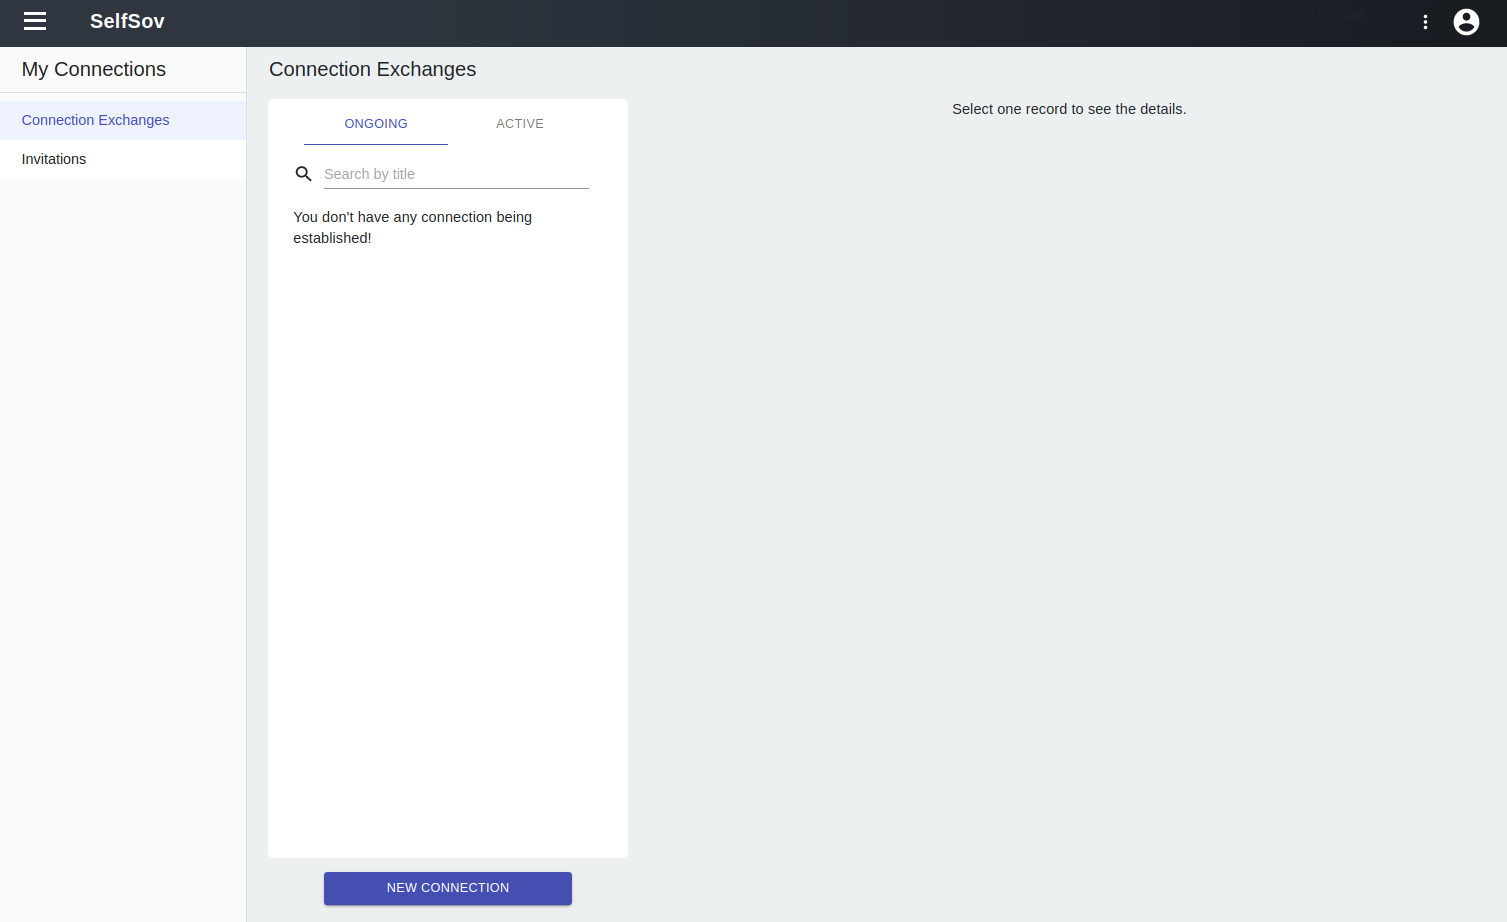 SelfSov
Logout
My Connections
Connection Exchanges
Connection Exchanges
Invitations
ONGOING
ACTIVE
Search by title
You don't have any connection being
established!
NEW CONNECTION
Select one record to see the details.